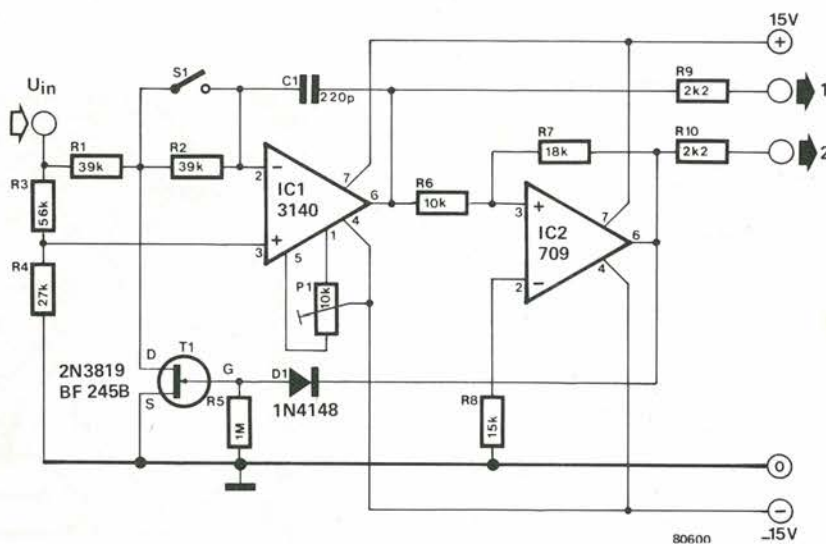 15V
+
S1
C1
220p
R9
2k2
1
Uin
R1
39k
R2
39k
R7
18k
R10
2k2
2
R3
56k
2
−
IC1
3140
7
6
4
R6
10k
3
+
IC2
709
7
6
4
3
+
5
1
2
−
R4
27k
P1
10k
2N3819
BF 245B
D
T1
G
S
D1
1N4148
R5
1M
R8
15k
0
−
−15V
80600